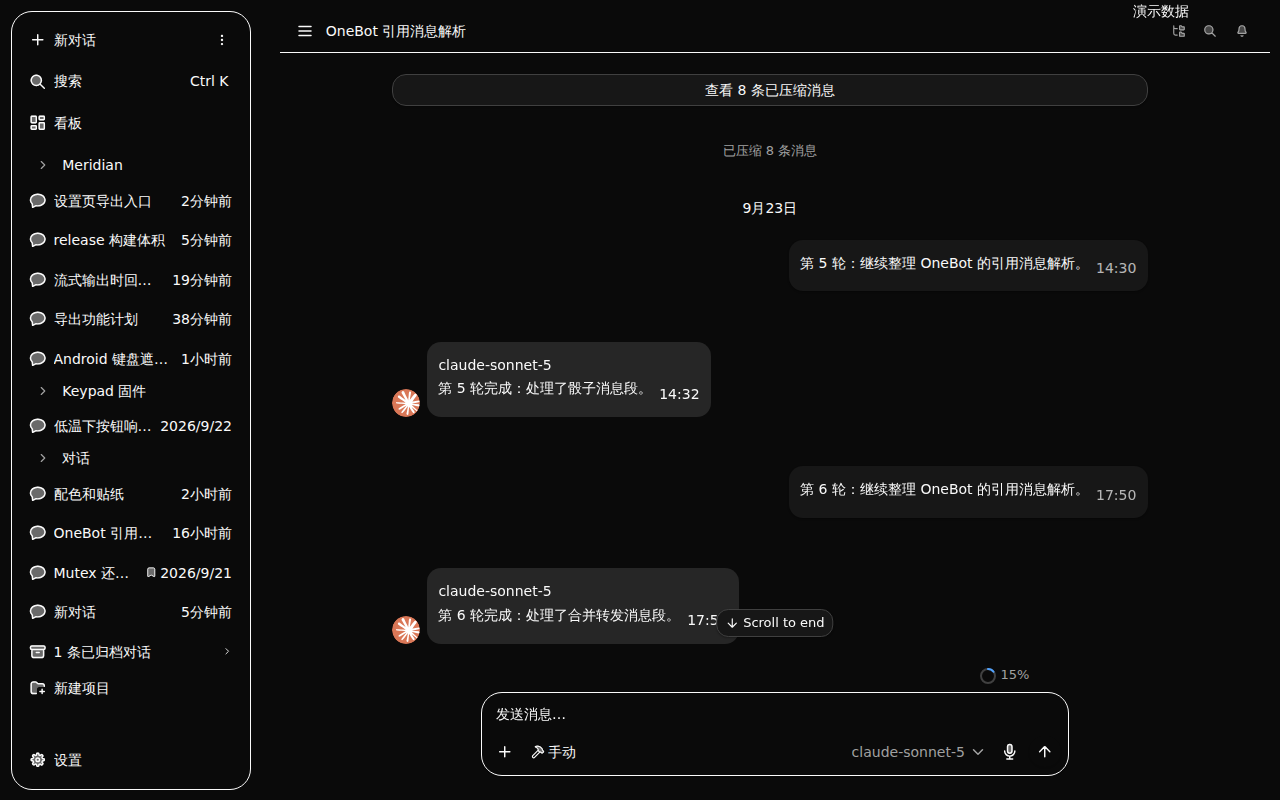 演示数据
新对话
搜索 Ctrl K
看板
Meridian
设置页导出入口 2分钟前
release 构建体积 5分钟前
流式输出时回… 19分钟前
导出功能计划 38分钟前
Android 键盘遮… 1小时前
Keypad 固件
低温下按钮响… 2026/9/22
对话
配色和贴纸 2小时前
OneBot 引用… 16小时前
Mutex 还… 2026/9/21
新对话 5分钟前
1 条已归档对话
新建项目
设置
OneBot 引用消息解析
查看 8 条已压缩消息
已压缩 8 条消息
9月23日
第 5 轮：继续整理 OneBot 的引用消息解析。 14:30
claude-sonnet-5
第 5 轮完成：处理了骰子消息段。 14:32
第 6 轮：继续整理 OneBot 的引用消息解析。 17:50
claude-sonnet-5
第 6 轮完成：处理了合并转发消息段。 17:5
Scroll to end
15%
发送消息…
手动 claude-sonnet-5